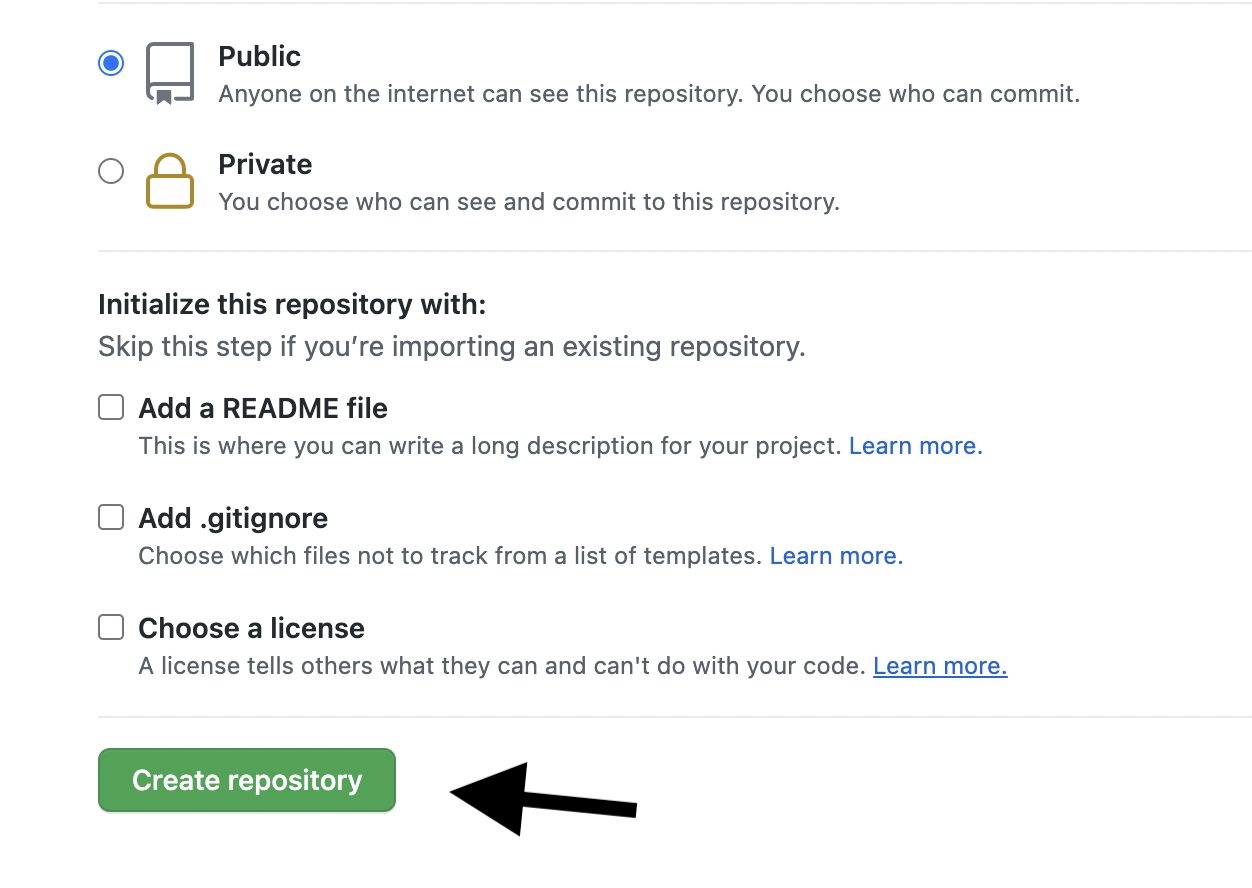 Public
Anyone on the internet can see this repository. You choose who can commit.
Private
You choose who can see and commit to this repository.
Initialize this repository with:
Skip this step if you’re importing an existing repository.
Add a README file
This is where you can write a long description for your project. Learn more.
Add .gitignore
Choose which files not to track from a list of templates. Learn more.
Choose a license
A license tells others what they can and can't do with your code. Learn more.
Create repository